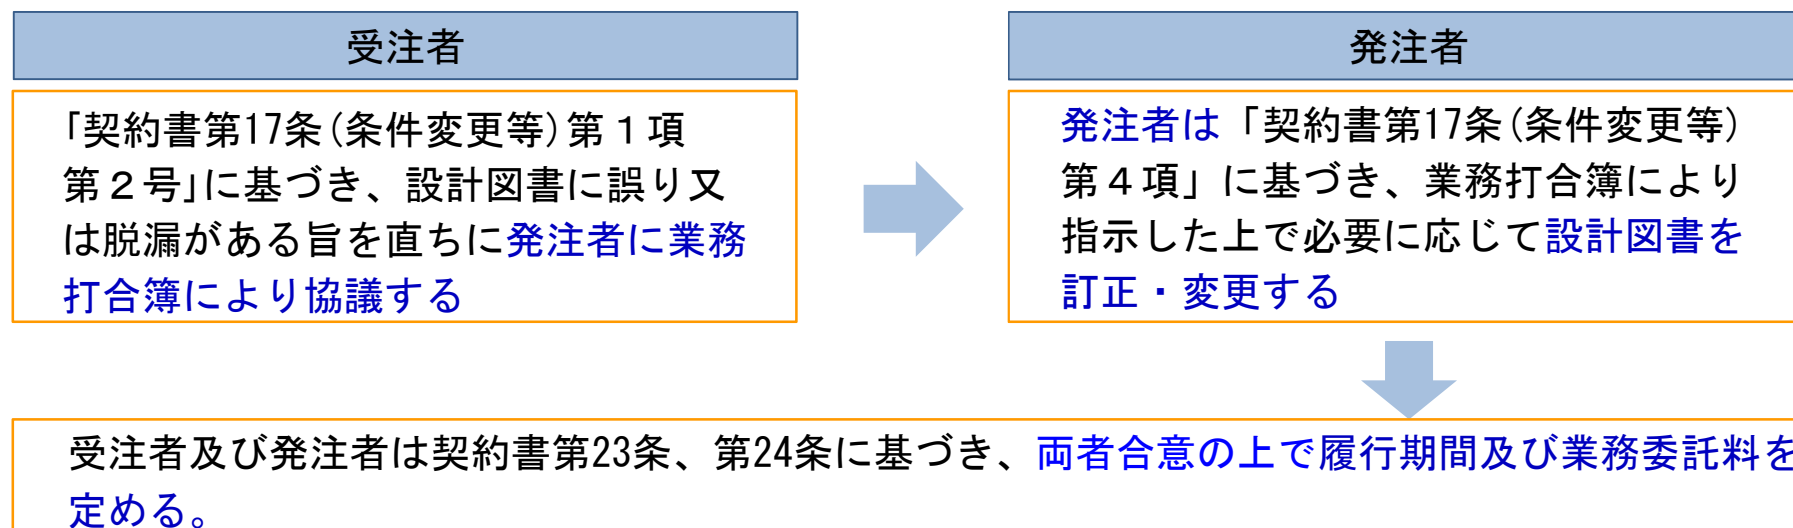 受注者
「契約書第17条(条件変更等)第１項
第２号」に基づき、設計図書に誤り又
は脱漏がある旨を直ちに発注者に業務
打合簿により協議する
発注者
発注者は「契約書第17条(条件変更等)
第４項」に基づき、業務打合簿により
指示した上で必要に応じて設計図書を
訂正・変更する
受注者及び発注者は契約書第23条、第24条に基づき、両者合意の上で履行期間及び業務委託料を
定める。